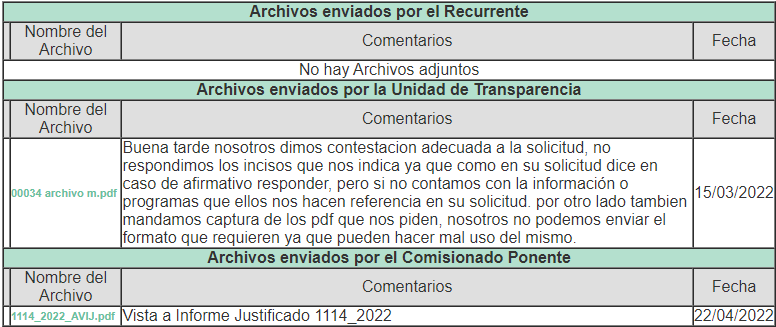 Archivos enviados por el Recurrente
Nombre del
Archivo
Comentarios
Fecha
No hay Archivos adjuntos
Archivos enviados por la Unidad de Transparencia
Nombre del
Archivo
Comentarios
Fecha
00034 archivo m.pdf
Buena tarde nosotros dimos contestacion adecuada a la solicitud, no
respondimos los incisos que nos indica ya que como en su solicitud dice en
caso de afirmativo responder, pero si no contamos con la información o
programas que ellos nos hacen referencia en su solicitud. por otro lado tambien
mandamos captura de los pdf que nos piden, nosotros no podemos enviar el
formato que requieren ya que pueden hacer mal uso del mismo.
15/03/2022
Archivos enviados por el Comisionado Ponente
Nombre del
Archivo
Comentarios
Fecha
1114_2022_AVIJ.pdf
Vista a Informe Justificado 1114_2022
22/04/2022